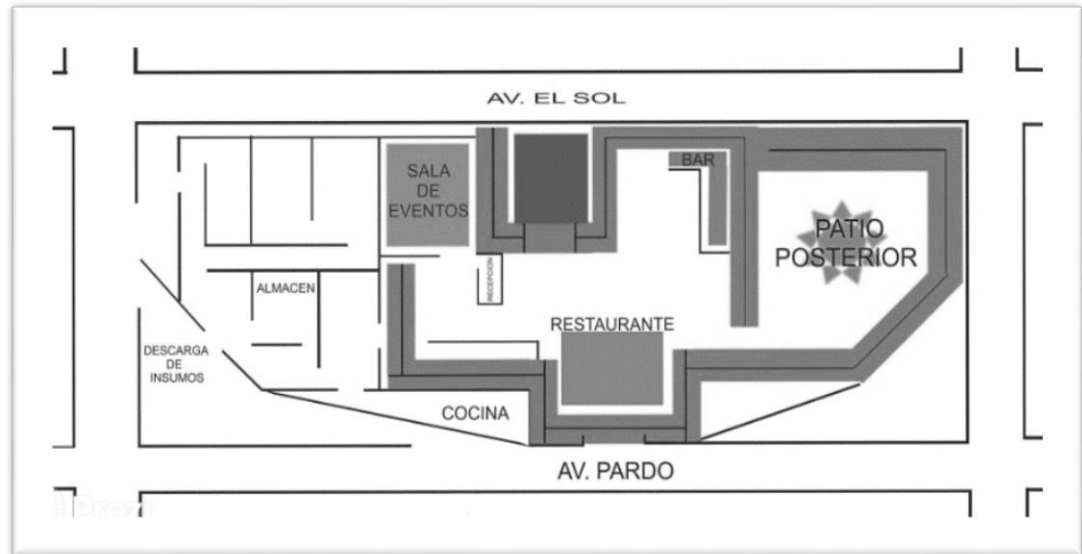 AV. EL SOL
SALA
DE
EVENTOS
BAR
PATIO
POSTERIOR
RECEPCION
ALMACEN
RESTAURANTE
DESCARGA
DE
INSUMOS
COCINA
AV. PARDO